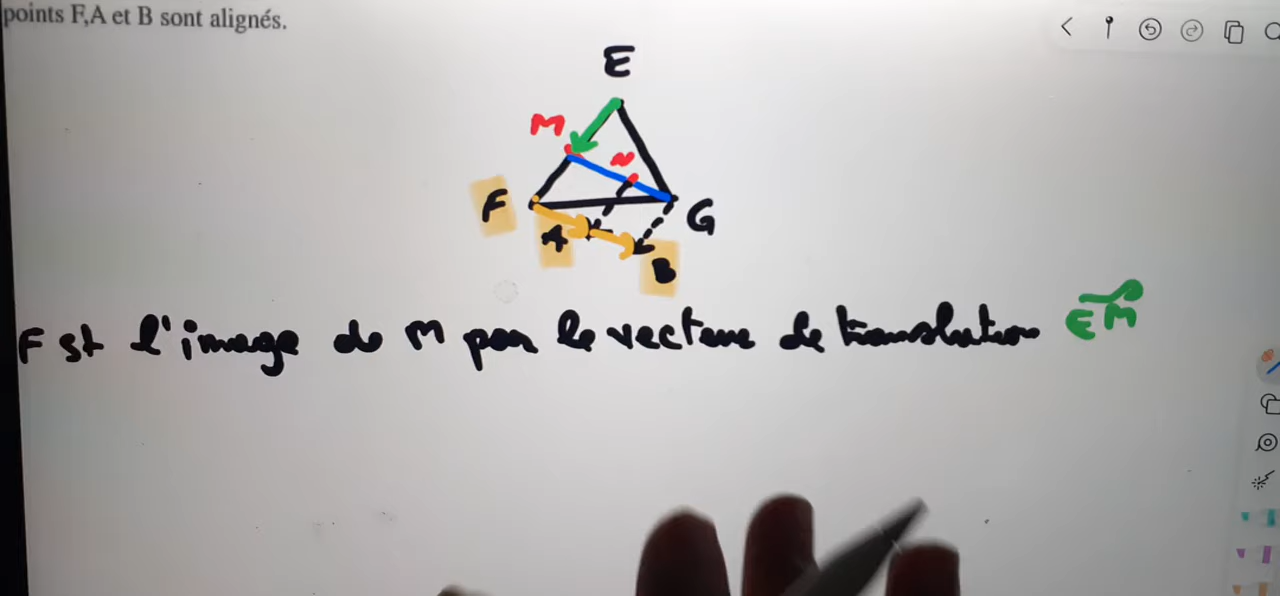 points F,A et B sont alignés.
E
M
N
F
G
A
B
F st l'image de M par le vecteur de translation EM